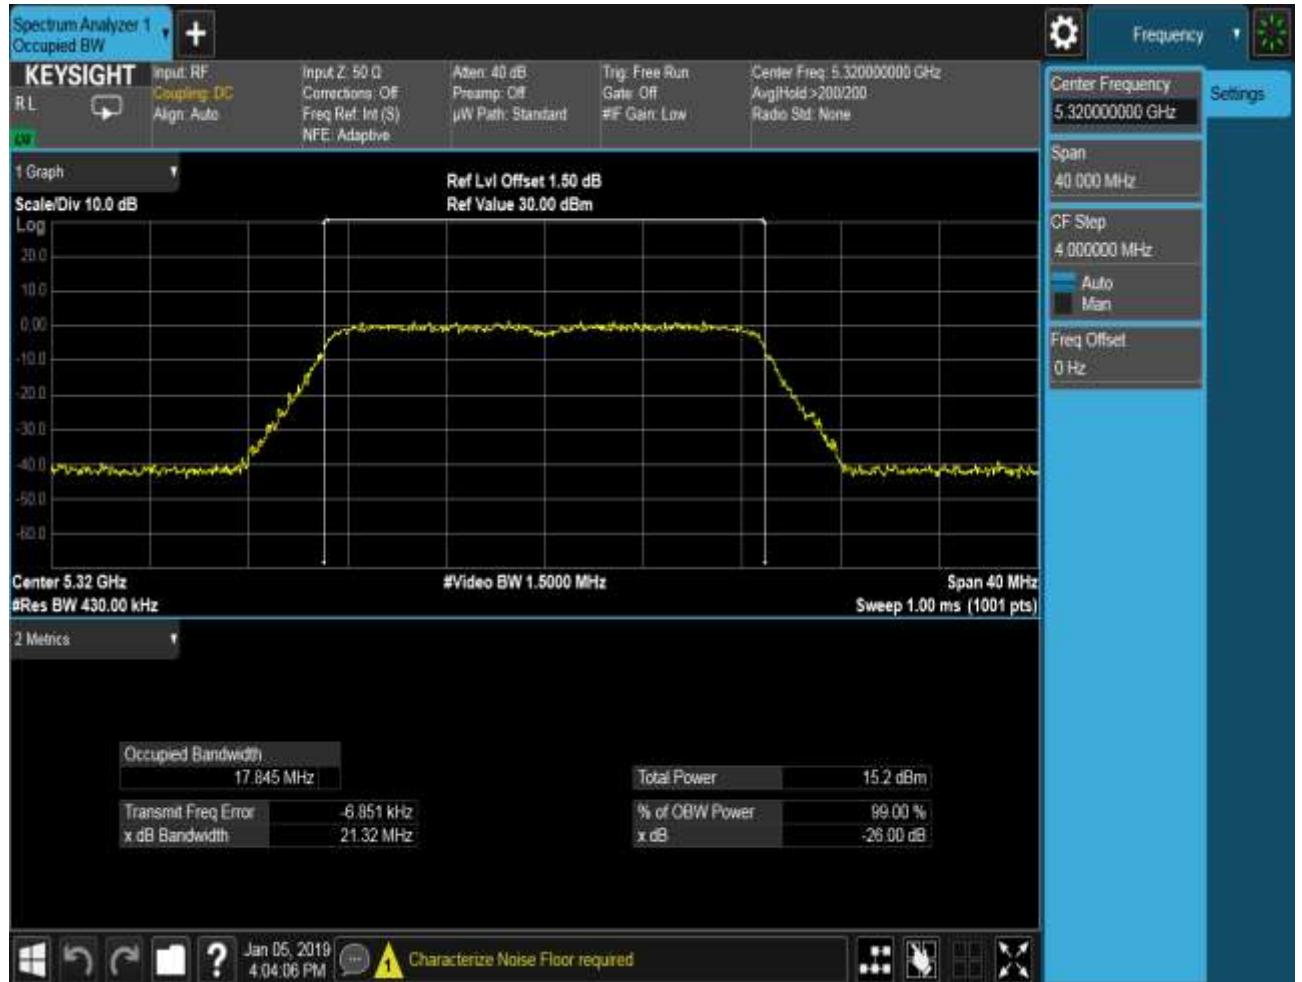 Spectrum Analyzer 1
Occupied BW
Frequency
KEYSIGHT
RL
Input: RF
Coupling: DC
Align: Auto
Input Z: 50 Ω
Corrections: Off
Freq Ref: Int (S)
NFE: Adaptive
Atten: 40 dB
Preamp: Off
µW Path: Standard
Trig: Free Run
Gate: Off
#IF Gain: Low
Center Freq: 5.320000000 GHz
Avg|Hold:>200/200
Radio Std: None
Center Frequency
5.320000000 GHz
Settings
Span
40.000 MHz
CF Step
4.000000 MHz
Auto
Man
Freq Offset
0 Hz
1 Graph
Scale/Div 10.0 dB
Ref Lvl Offset 1.50 dB
Ref Value 30.00 dBm
Log
20.0
10.0
0.00
-10.0
-20.0
-30.0
-40.0
-50.0
-60.0
Center 5.32 GHz
#Video BW 1.5000 MHz
Span 40 MHz
#Res BW 430.00 kHz
Sweep 1.00 ms (1001 pts)
2 Metrics
Occupied Bandwidth
17.845 MHz
Total Power 15.2 dBm
Transmit Freq Error -6.851 kHz
% of OBW Power 99.00 %
x dB Bandwidth 21.32 MHz
x dB -26.00 dB
?
Jan 05, 2019
4:04:06 PM
1
Characterize Noise Floor required